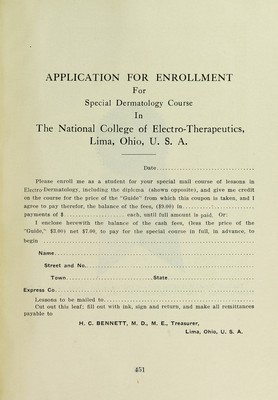 APPLICATION FOR ENROLLMENT
For
Special Dermatology Course
In
The National College of Electro-Therapeutics,
Lima, Ohio, U. S. A.
Date
Please enroll me as a student for your special mail course of lessons in
Electro-Dermatology, including the diploma (shown opposite), and give me credit
on the course for the price of the "Guide" from which this coupon is taken, and I
agree to pay therefor, the balance of the fees, ($9.00) in
payments of $ each, until full amount is paid. Or:
I enclose herewith the balance of the cash fees, (less the price of the
"Guide," $3.00) net $7.00, to pay for the special course in full, in advance, to
begin
Name
Street and No.
Town State
Express Co.
Lessons to be mailed to
Cut out this leaf; fill out with ink, sign and return, and make all remittances
payable to
H. C. BENNETT, M. D., M. E., Treasurer,
Lima, Ohio, U. S. A.
451